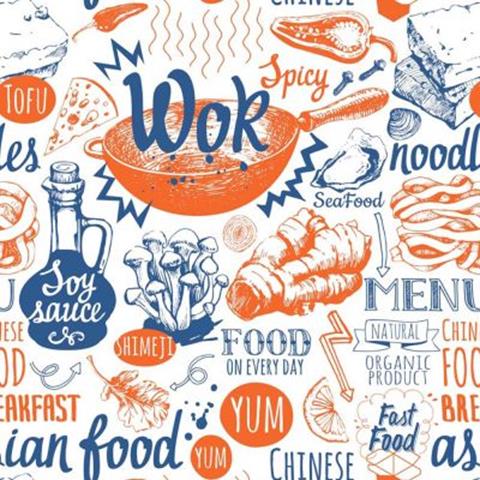 CHINESE
Spicy
TOFU
Wok
les
noodl
SeaFood
Soy
sauce
U
MENU
SHIMEJI
FOOD
ON EVERY DAY
NATURAL
ORGANIC
PRODUCT
ESE
OD
EAKFAST
CHIN
FOO
BRE
YUM
Fast
Food
ian food
YUM
CHINESE
as